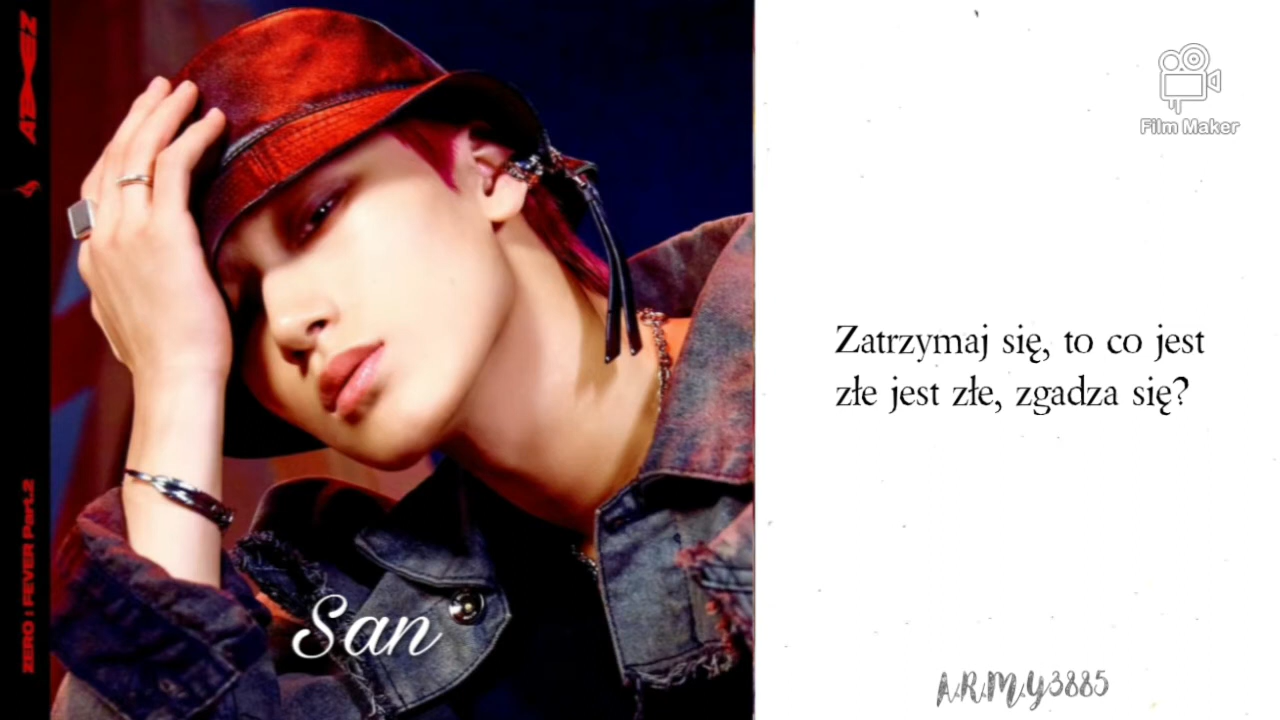 ATEEZ
ZERO : FEVER Part.2
San
Film Maker
Zatrzymaj się, to co jest
złe jest złe, zgadza się?
A.R.M.Y3885